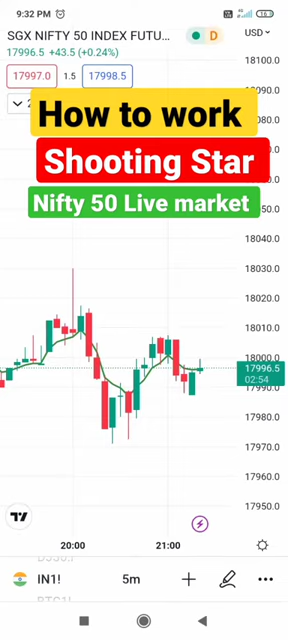 9:32 PM
16.3
SGX NIFTY 50 INDEX FUTU...
D
USD
17996.5 +43.5 (+0.24%)
17997.0
1.5
17998.5
2
18100.0
How to work
Shooting Star
Nifty 50 Live market
18040.0
18030.0
18020.0
18010.0
18000.0
17996.5
02:54
17980.0
17970.0
17960.0
17950.0
20:00
21:00
IN1!
5m